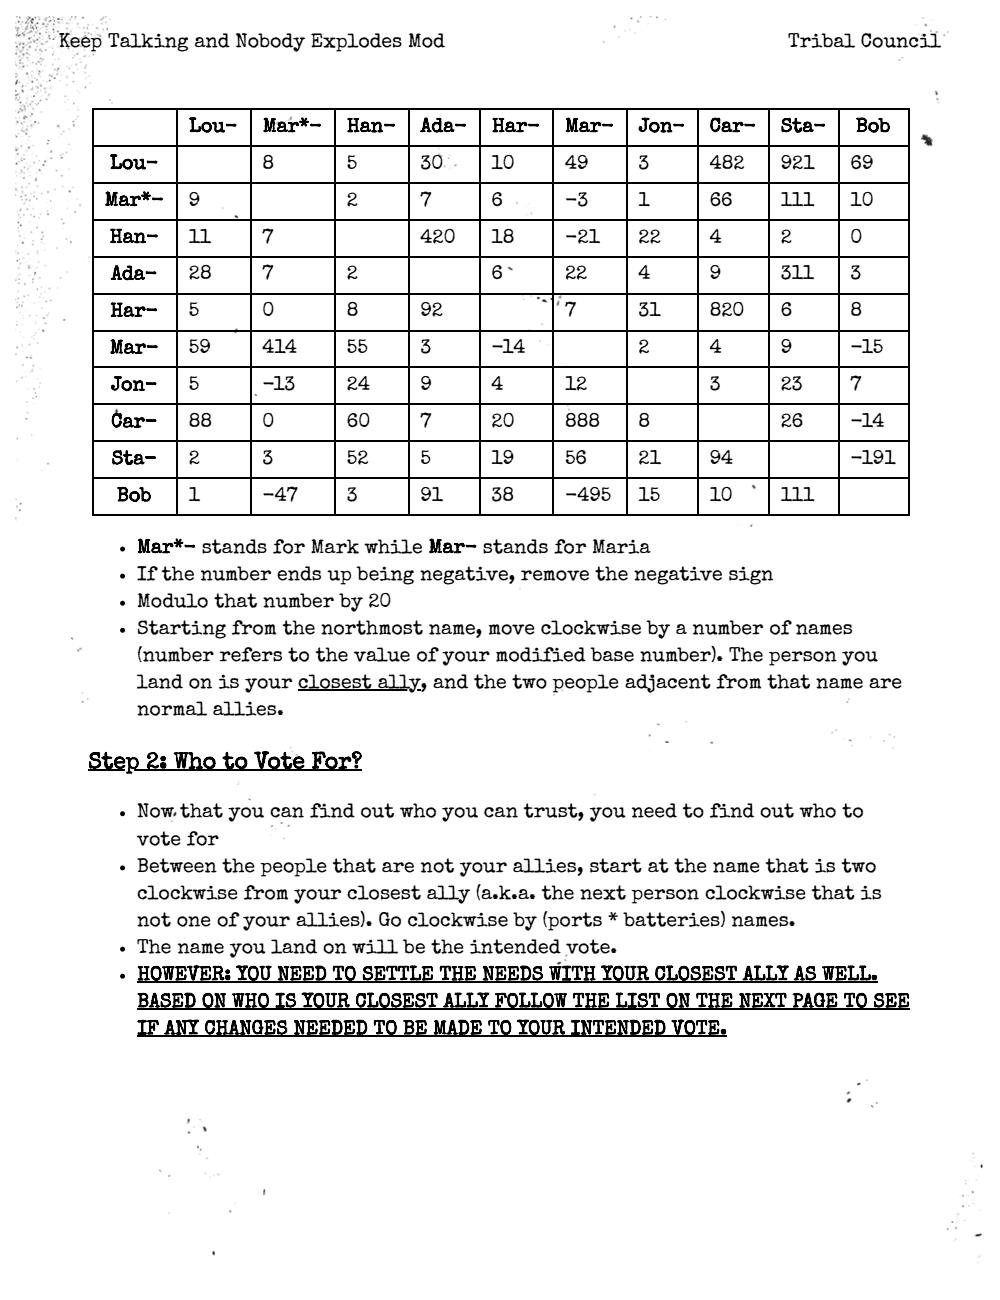 Keep Talking and Nobody Explodes Mod Tribal Council
Lou- Mar*- Han- Ada- Har- Mar- Jon- Car- Sta- Bob
Lou- 8 5 30 10 49 3 482 921 69
Mar*- 9 2 7 6 -3 1 66 111 10
Han- 11 7 420 18 -21 22 4 2 0
Ada- 28 7 2 6 22 4 9 311 3
Har- 5 0 8 92 7 31 820 6 8
Mar- 59 414 55 3 -14 2 4 9 -15
Jon- 5 -13 24 9 4 12 3 23 7
Car- 88 0 60 7 20 888 8 26 -14
Sta- 2 3 52 5 19 56 21 94 -191
Bob 1 -47 3 91 38 -495 15 10 111
• Mar*- stands for Mark while Mar- stands for Maria
• If the number ends up being negative, remove the negative sign
• Modulo that number by 20
• Starting from the northmost name, move clockwise by a number of names
(number refers to the value of your modified base number). The person you
land on is your closest ally, and the two people adjacent from that name are
normal allies.
Step 2: Who to Vote For?
• Now that you can find out who you can trust, you need to find out who to
vote for
• Between the people that are not your allies, start at the name that is two
clockwise from your closest ally (a.k.a. the next person clockwise that is
not one of your allies). Go clockwise by (ports * batteries) names.
• The name you land on will be the intended vote.
• HOWEVER: YOU NEED TO SETTLE THE NEEDS WITH YOUR CLOSEST ALLY AS WELL.
BASED ON WHO IS YOUR CLOSEST ALLY FOLLOW THE LIST ON THE NEXT PAGE TO SEE
IF ANY CHANGES NEEDED TO BE MADE TO YOUR INTENDED VOTE.